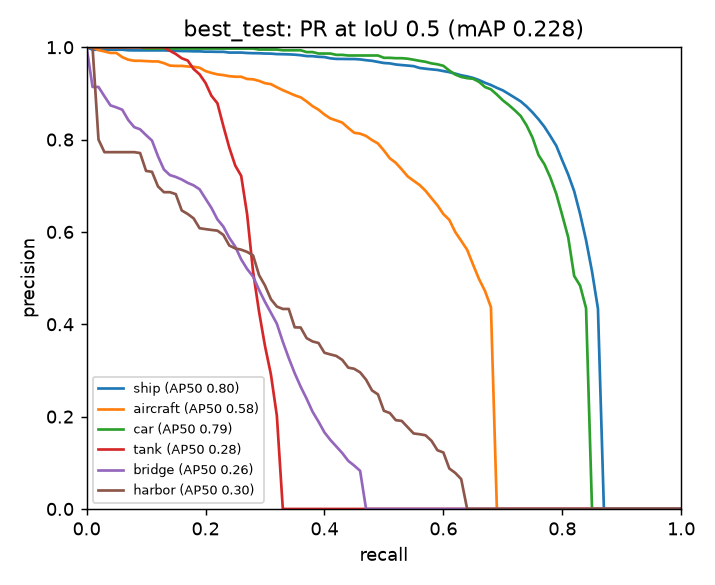 best_test: PR at IoU 0.5 (mAP 0.228)
1.0
0.8
0.6
0.4
0.2
0.0
precision
ship (AP50 0.80)
aircraft (AP50 0.58)
car (AP50 0.79)
tank (AP50 0.28)
bridge (AP50 0.26)
harbor (AP50 0.30)
0.0 0.2 0.4 0.6 0.8 1.0
recall